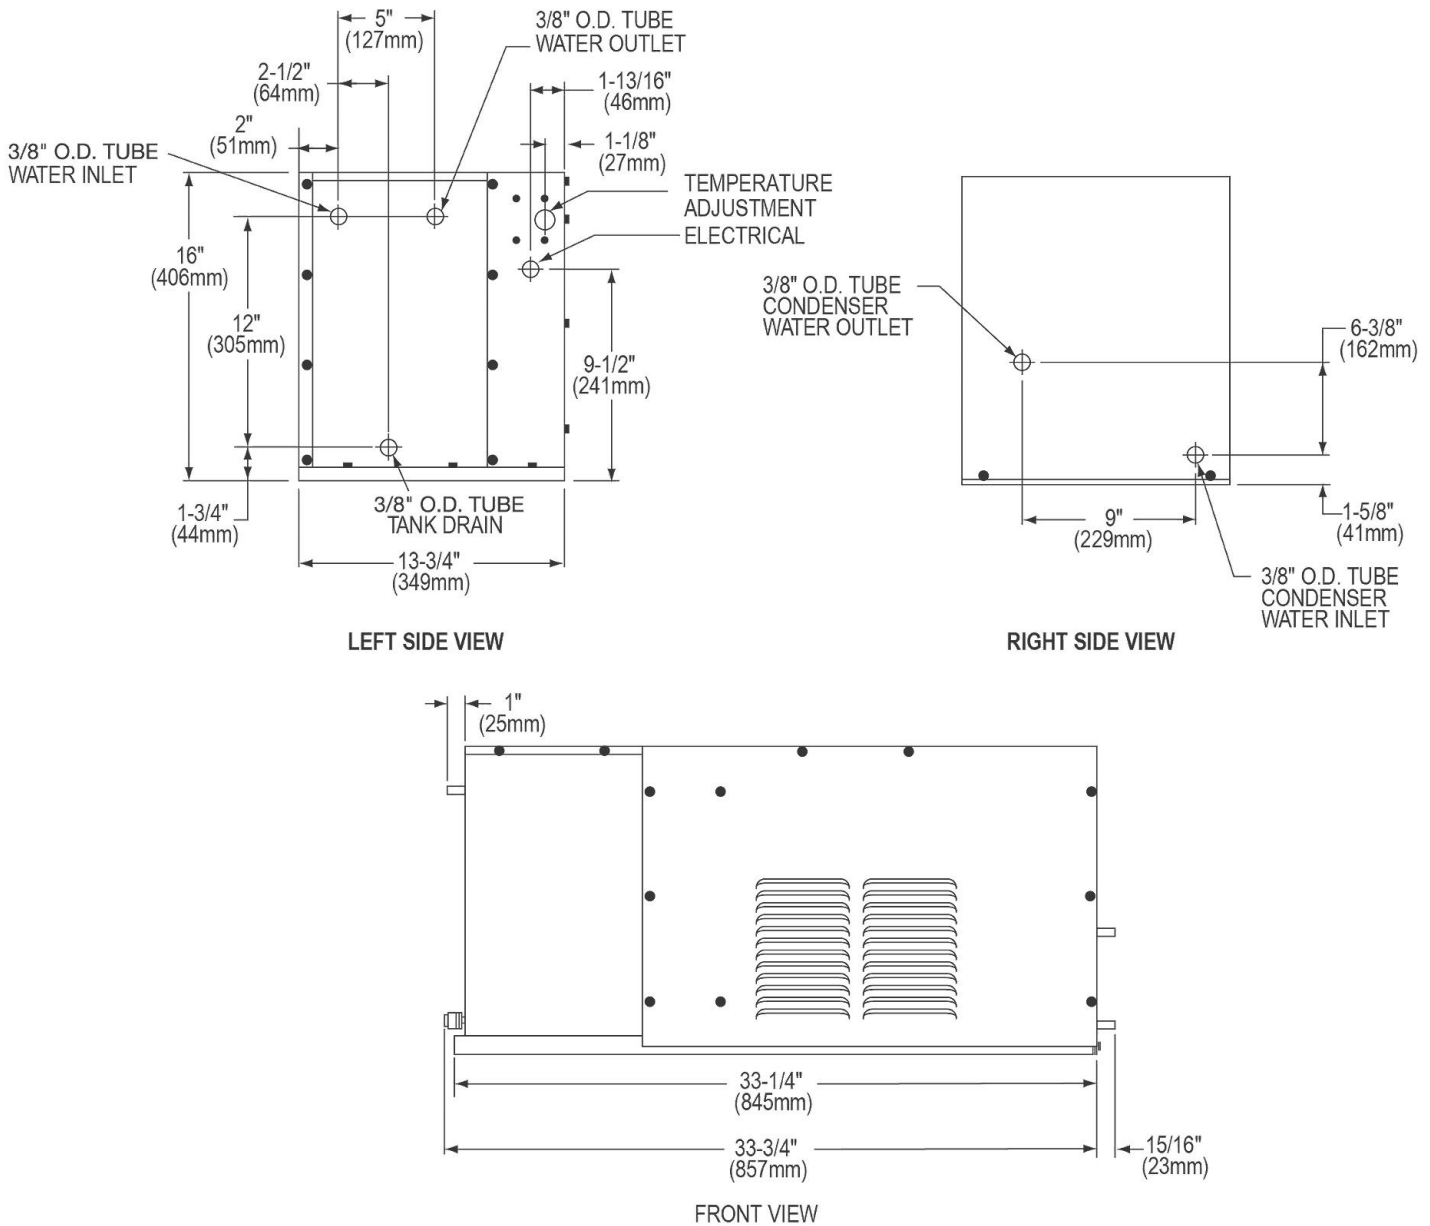 5"
(127mm)
3/8" O.D. TUBE
WATER OUTLET
2-1/2"
(64mm)
1-13/16"
(46mm)
2"
(51mm)
1-1/8"
(27mm)
3/8" O.D. TUBE
WATER INLET
TEMPERATURE
ADJUSTMENT
ELECTRICAL
16"
(406mm)
12"
(305mm)
9-1/2"
(241mm)
1-3/4"
(44mm)
3/8" O.D. TUBE
TANK DRAIN
13-3/4"
(349mm)
LEFT SIDE VIEW
3/8" O.D. TUBE
CONDENSER
WATER OUTLET
6-3/8"
(162mm)
9"
(229mm)
1-5/8"
(41mm)
3/8" O.D. TUBE
CONDENSER
WATER INLET
RIGHT SIDE VIEW
1"
(25mm)
33-1/4"
(845mm)
33-3/4"
(857mm)
15/16"
(23mm)
FRONT VIEW